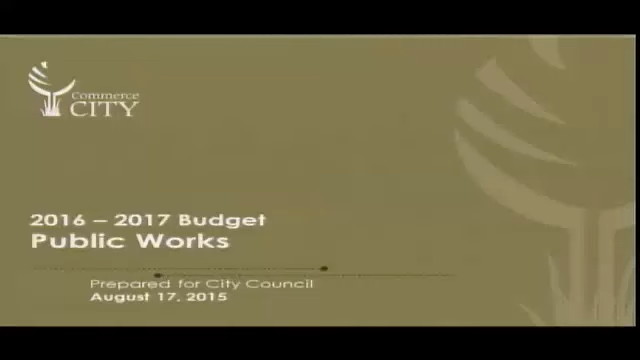 Commerce
CITY
2016 – 2017 Budget
Public Works
Prepared for City Council
August 17, 2015